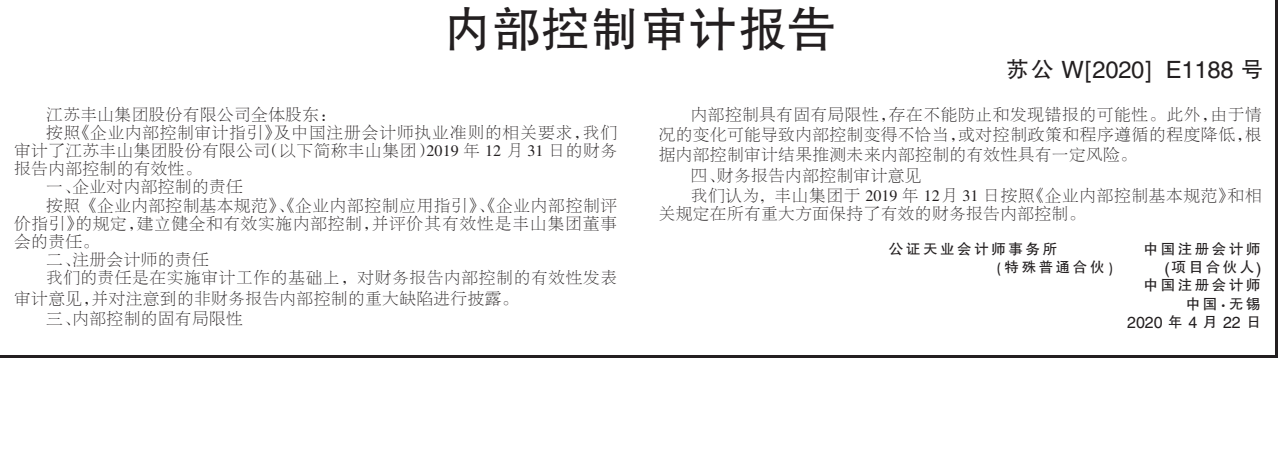 内部控制审计报告
苏公 W[2020] E1188 号
江苏丰山集团股份有限公司全体股东：
按照《企业内部控制审计指引》及中国注册会计师执业准则的相关要求，我们
审计了江苏丰山集团股份有限公司（以下简称丰山集团）2019 年 12 月 31 日的财务
报告内部控制的有效性。
一、企业对内部控制的责任
按照《企业内部控制基本规范》、《企业内部控制应用指引》、《企业内部控制评
价指引》的规定，建立健全和有效实施内部控制，并评价其有效性是丰山集团董事
会的责任。
二、注册会计师的责任
我们的责任是在实施审计工作的基础上，对财务报告内部控制的有效性发表
审计意见，并对注意到的非财务报告内部控制的重大缺陷进行披露。
三、内部控制的固有局限性
内部控制具有固有局限性，存在不能防止和发现错报的可能性。此外，由于情
况的变化可能导致内部控制变得不恰当，或对控制政策和程序遵循的程度降低，根
据内部控制审计结果推测未来内部控制的有效性具有一定风险。
四、财务报告内部控制审计意见
我们认为，丰山集团于 2019 年 12月 31 日按照《企业内部控制基本规范》和相
关规定在所有重大方面保持了有效的财务报告内部控制。
公证天业会计师事务所 中国注册会计师
（特殊普通合伙） （项目合伙人）
中国注册会计师
中国·无锡
2020 年 4 月 22 日